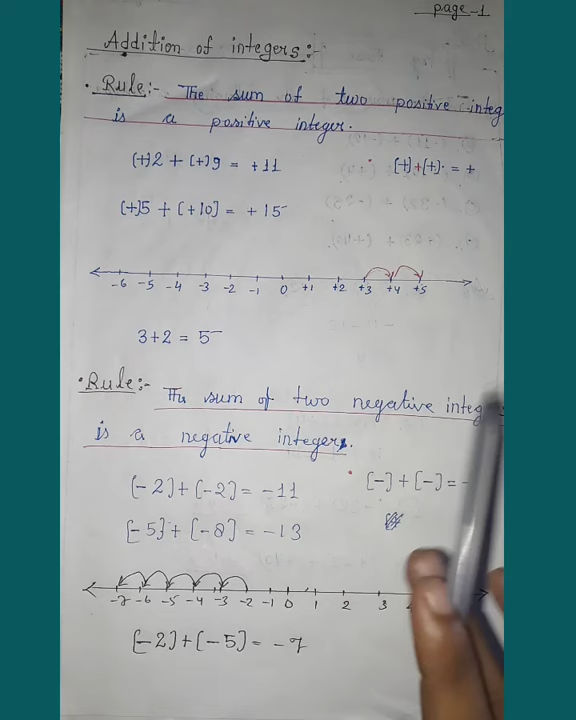 page-1
Addition of integers:-
• Rule:- The sum of two positive integ
is a positive integer.
(+)2 + (+)9 = +11
• (+)+(+) = +
(+)5 + (+10) = +15
-6 -5 -4 -3 -2 -1 0 +1 +2 +3 +4 +5
3+2 = 5
• Rule:- The sum of two negative integ
is a negative integer.
(-2)+(-2) = -11
• (-)+(-) = -
(-5)+(-8) = -13
-7 -6 -5 -4 -3 -2 -1 0 1 2 3
(-2)+(-5) = -7